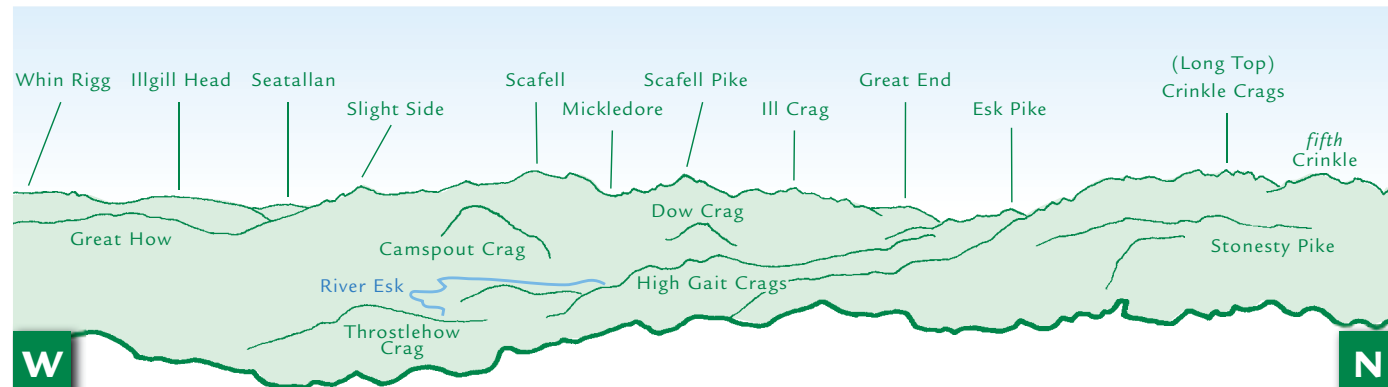 (Long Top)
Whin Rigg
Illgill Head
Seatallan
Scafell
Scafell Pike
Great End
Crinkle Crags
Slight Side
Mickledore
Ill Crag
Esk Pike
fifth
Crinkle
Dow Crag
Great How
Camspout Crag
Stonesty Pike
River Esk
High Gait Crags
Throstlehow
Crag
W
N